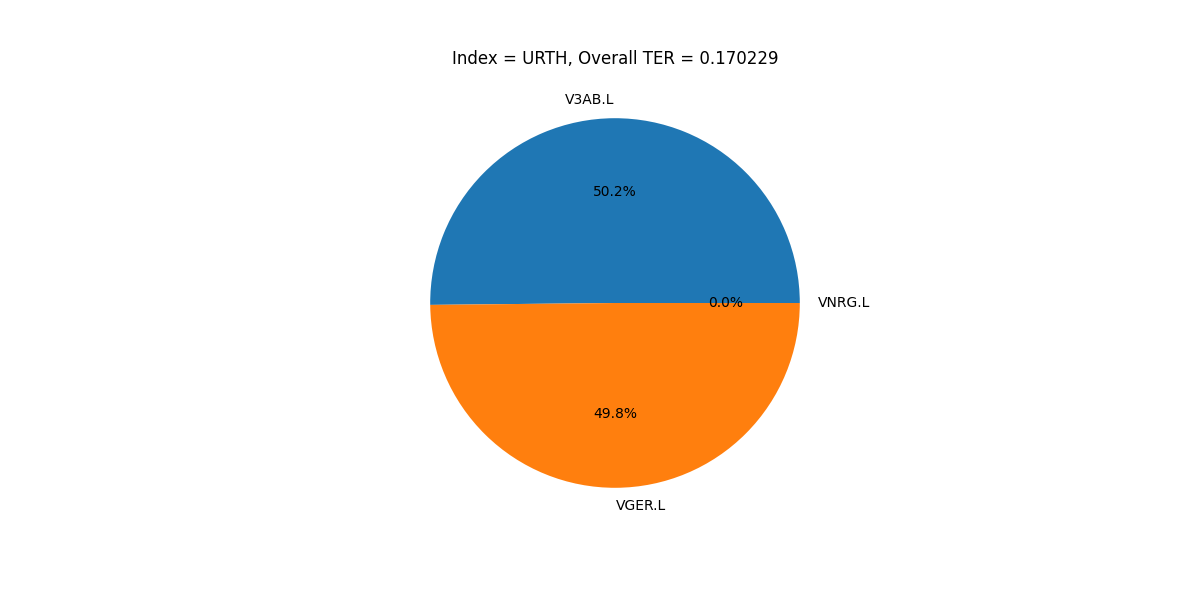 Index = URTH, Overall TER = 0.170229
V3AB.L
50.2%
0.0%
VNRG.L
49.8%
VGER.L